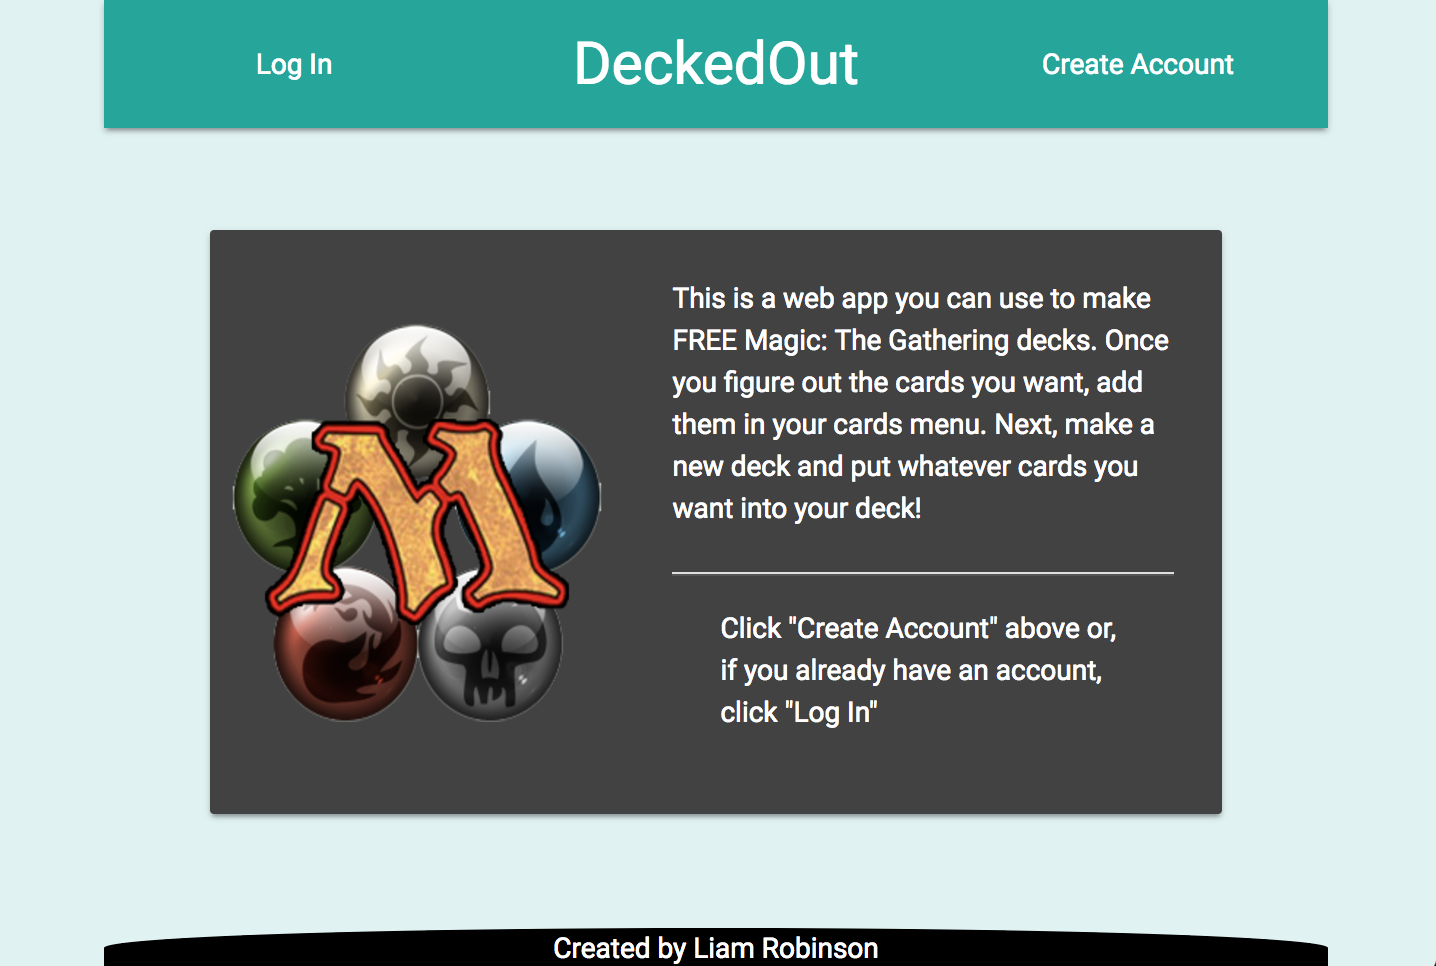 Log In
DeckedOut
Create Account
This is a web app you can use to make
FREE Magic: The Gathering decks. Once
you figure out the cards you want, add
them in your cards menu. Next, make a
new deck and put whatever cards you
want into your deck!
M
Click "Create Account" above or,
if you already have an account,
click "Log In"
Created by Liam Robinson